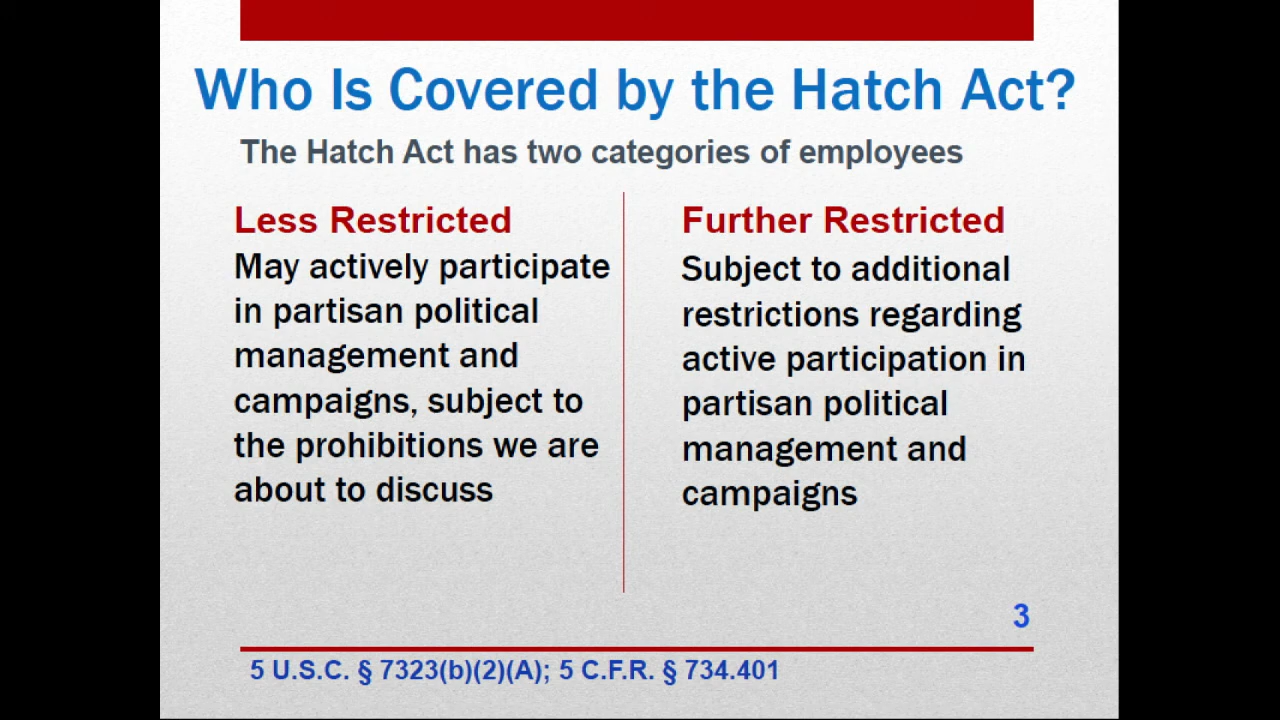 Who Is Covered by the Hatch Act?
The Hatch Act has two categories of employees
Less Restricted
May actively participate
in partisan political
management and
campaigns, subject to
the prohibitions we are
about to discuss
Further Restricted
Subject to additional
restrictions regarding
active participation in
partisan political
management and
campaigns
3
5 U.S.C. § 7323(b)(2)(A); 5 C.F.R. § 734.401